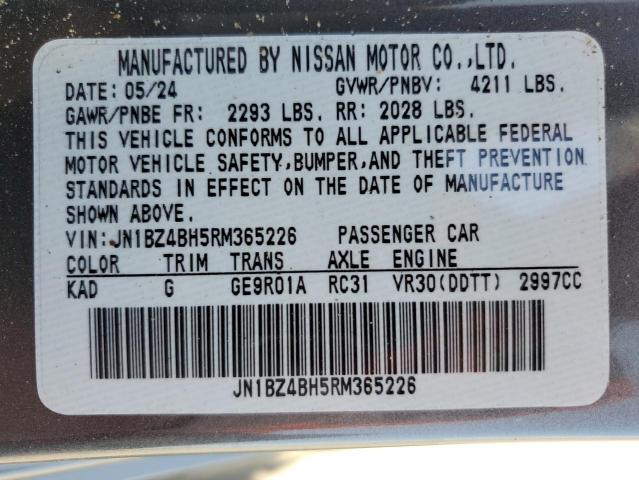 MANUFACTURED BY NISSAN MOTOR CO.,LTD.
DATE: 05/24 GVWR/PNBV: 4211 LBS.
GAWR/PNBE FR: 2293 LBS. RR: 2028 LBS.
THIS VEHICLE CONFORMS TO ALL APPLICABLE FEDERAL
MOTOR VEHICLE SAFETY,BUMPER,AND THEFT PREVENTION
STANDARDS IN EFFECT ON THE DATE OF MANUFACTURE
SHOWN ABOVE.
VIN:JN1BZ4BH5RM365226 PASSENGER CAR
COLOR TRIM TRANS AXLE ENGINE
KAD G GE9R01A RC31 VR30(DDTT) 2997CC
JN1BZ4BH5RM365226